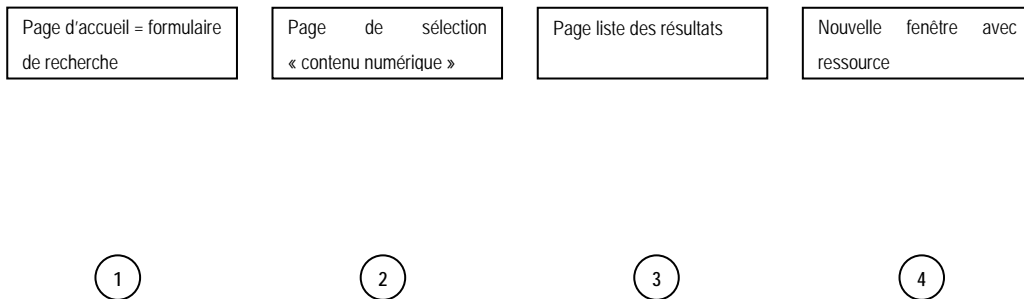 Page d'accueil = formulaire
de recherche
Page de sélection
« contenu numérique »
Page liste des résultats
Nouvelle fenêtre avec
ressource
1
2
3
4